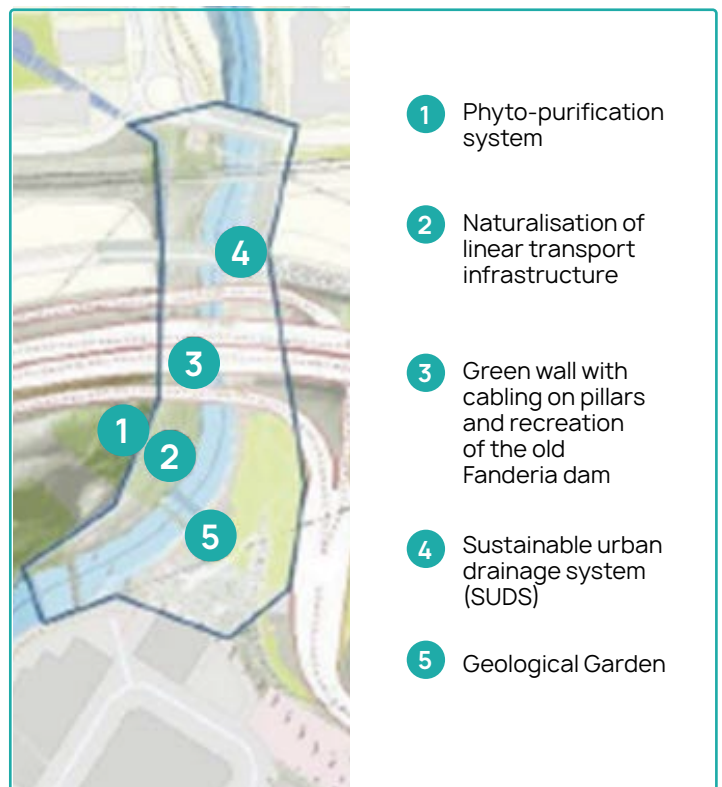 1
Phyto-purification
system
2
Naturalisation of
linear transport
infrastructure
3
Green wall with
cabling on pillars
and recreation
of the old
Fanderia dam
4
Sustainable urban
drainage system
(SUDS)
5
Geological Garden
4
3
1
2
5